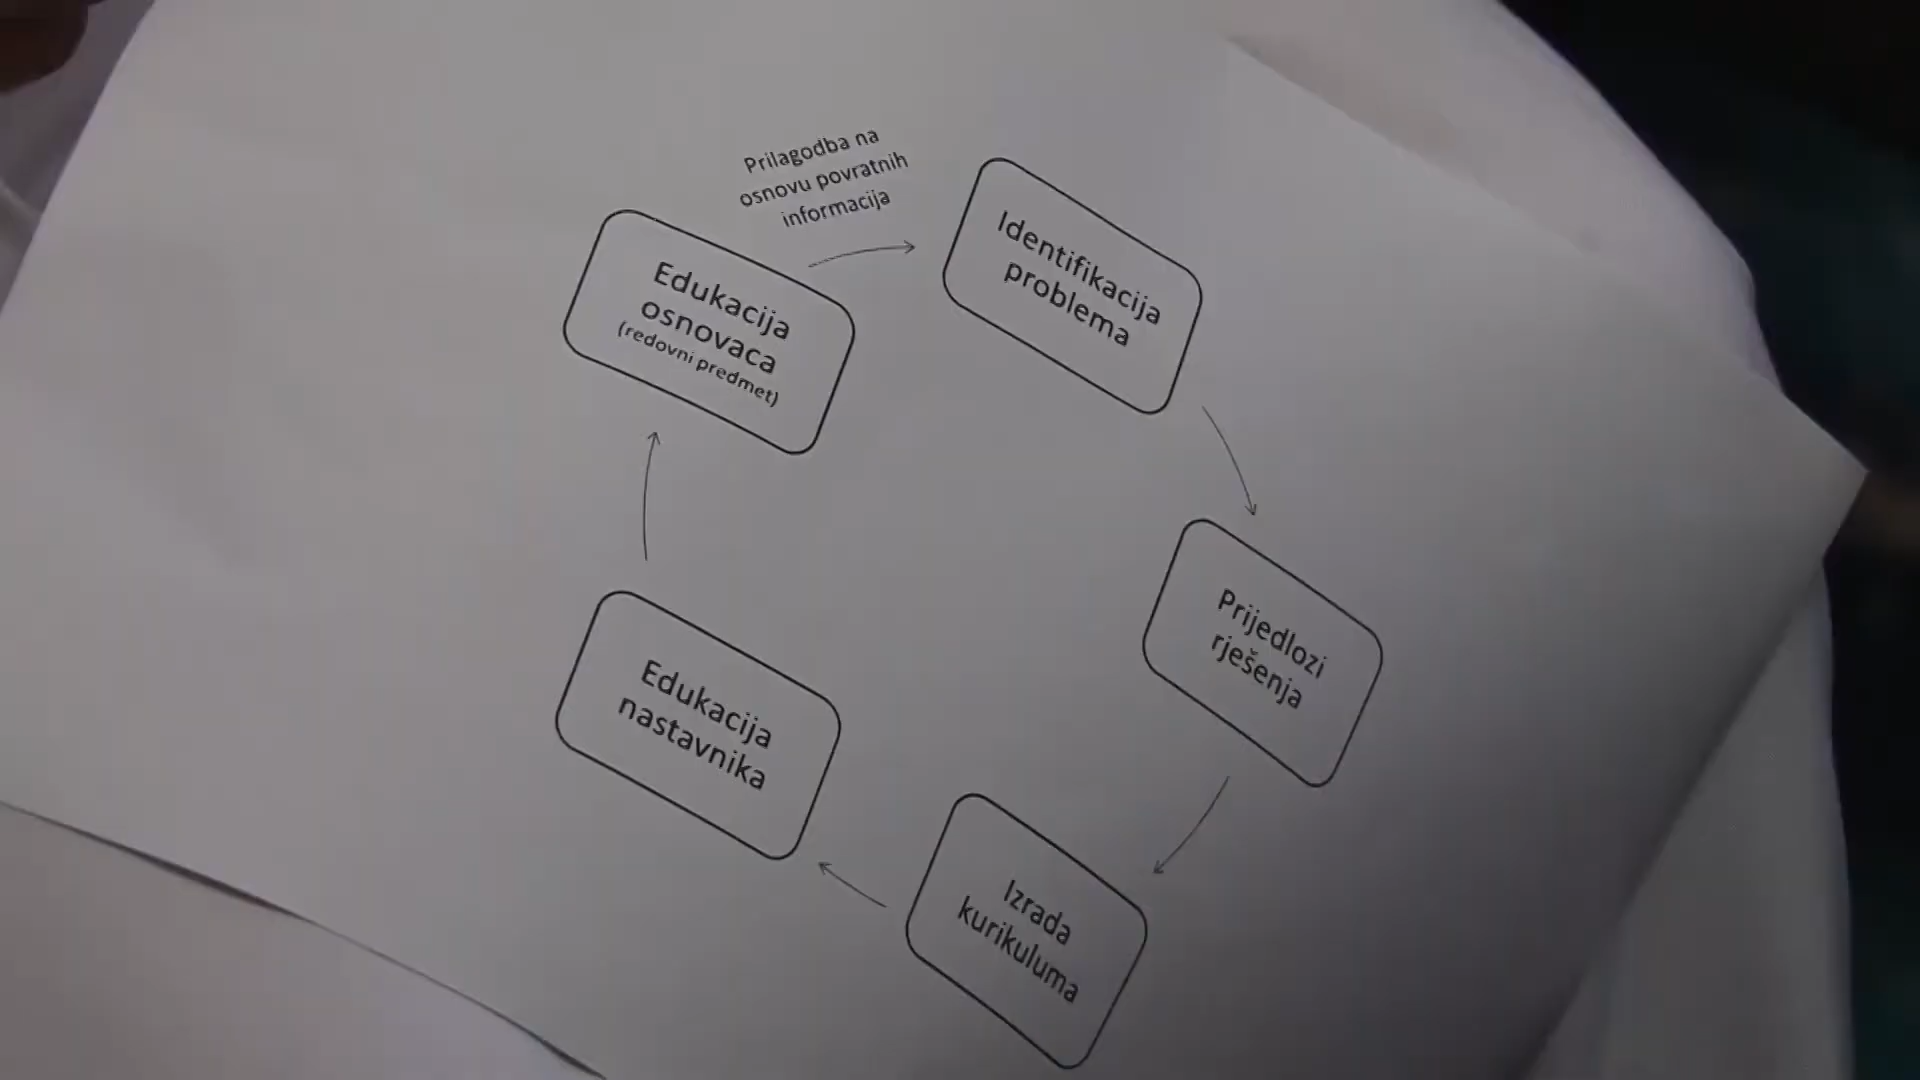 Prilagodba na
osnovu povratnih
informacija
Identifikacija
problema
Edukacija
osnovaca
(redovni predmet)
Prijedlozi
rješenja
Edukacija
nastavnika
Izrada
kurikuluma